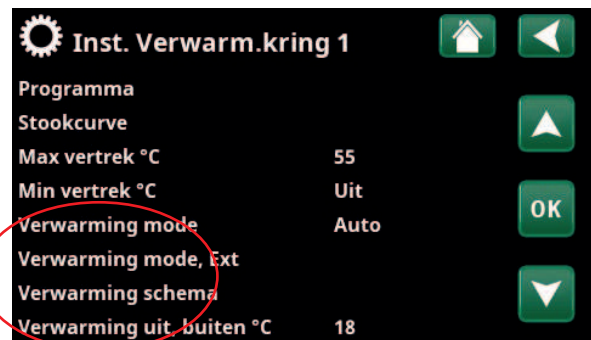 Inst. Verwarm.kring 1
Programma
Stookcurve
Max vertrek °C 55
Min vertrek °C Uit
Verwarming mode Auto
Verwarming mode, Ext
Verwarming schema
Verwarming uit, buiten °C 18
OK